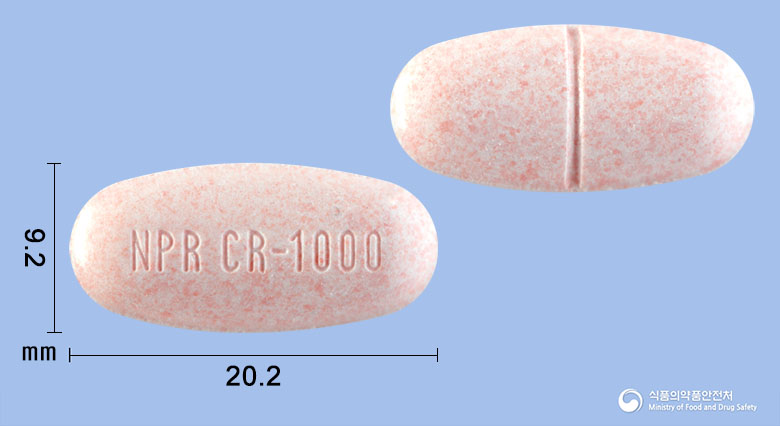 NPR CR-1000
9.2
mm
20.2
식품의약품안전처
Ministry of Food and Drug Safety